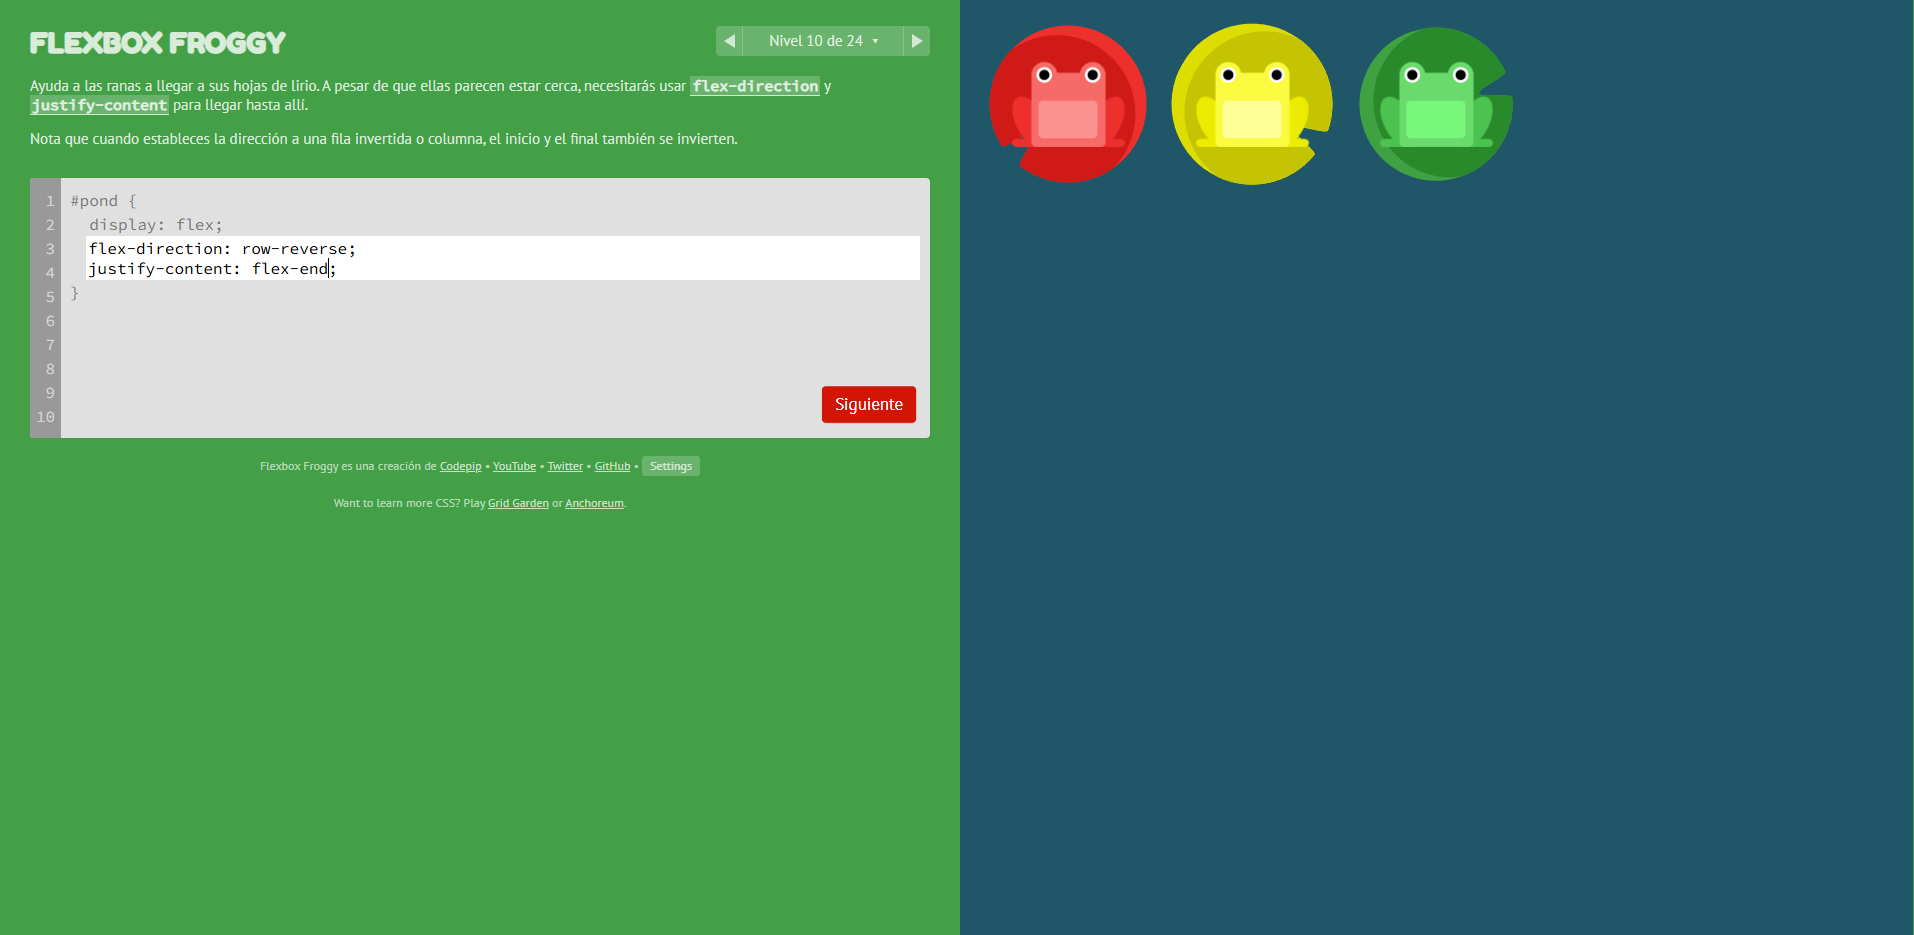 FLEXBOX FROGGY
Nivel 10 de 24
Ayuda a las ranas a llegar a sus hojas de lirio. A pesar de que ellas parecen estar cerca, necesitarás usar flex-direction y
justify-content para llegar hasta allí.
Nota que cuando estableces la dirección a una fila invertida o columna, el inicio y el final también se invierten.
1 #pond {
2 display: flex;
3 flex-direction: row-reverse;
4 justify-content: flex-end;
5 }
6
7
8
9
10
Siguiente
Flexbox Froggy es una creación de Codepip • YouTube • Twitter • GitHub • Settings
Want to learn more CSS? Play Grid Garden or Anchoreum.